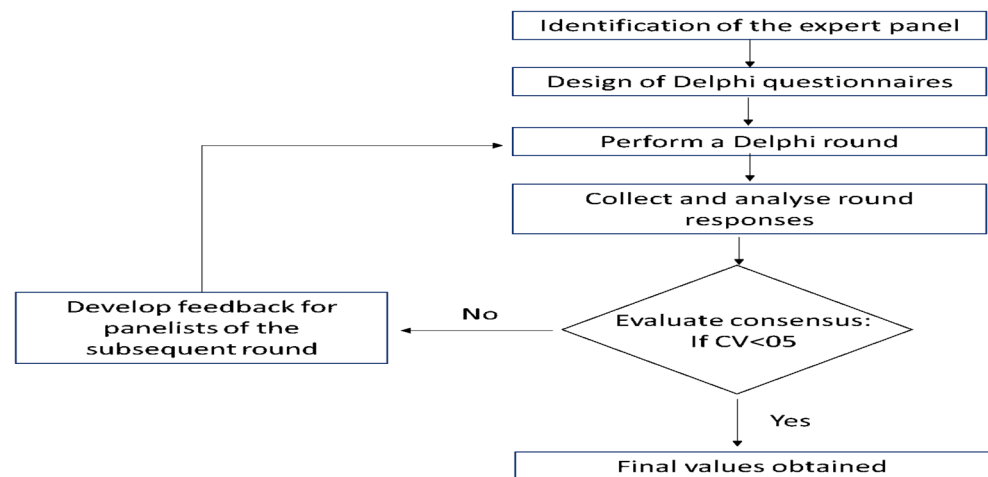 Identification of the expert panel
Design of Delphi questionnaires
Perform a Delphi round
Collect and analyse round
responses
Evaluate consensus:
If CV<05
No
Develop feedback for
panelists of the
subsequent round
Yes
Final values obtained